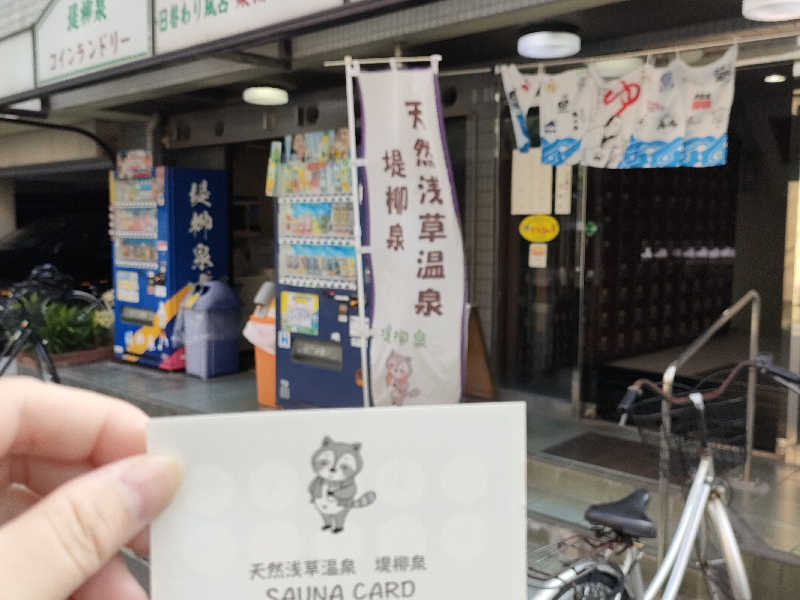 堤柳泉
コインランドリー
日替わり風呂
堤柳泉
天然浅草温泉
堤柳泉
堤柳泉
ゆ
天然浅草温泉 堤柳泉
SAUNA CARD